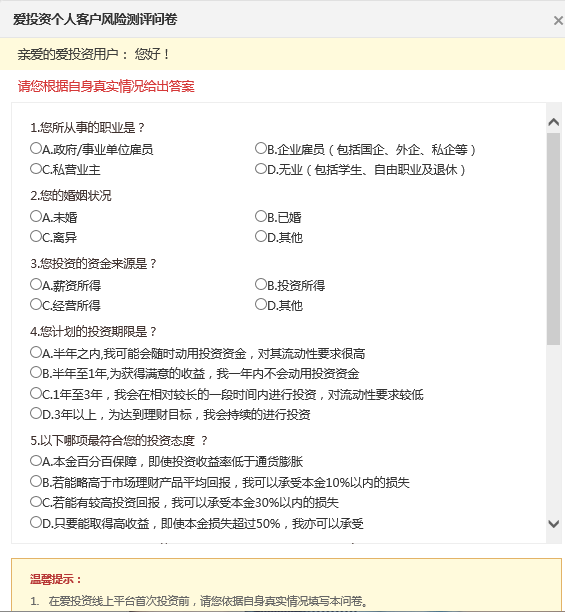 爱投资个人客户风险测评问卷
亲爱的爱投资用户： 您好！
请您根据自身真实情况给出答案
1.您所从事的职业是？
A.政府/事业单位雇员 B.企业雇员（包括国企、外企、私企等）
C.私营业主 D.无业（包括学生、自由职业及退休）
2.您的婚姻状况
A.未婚 B.已婚
C.离异 D.其他
3.您投资的资金来源是？
A.薪资所得 B.投资所得
C.经营所得 D.其他
4.您计划的投资期限是？
A.半年之内,我可能会随时动用投资资金，对其流动性要求很高
B.半年至1年,为获得满意的收益，我一年内不会动用投资资金
C.1年至3年，我会在相对较长的一段时间内进行投资，对流动性要求较低
D.3年以上，为达到理财目标，我会持续的进行投资
5.以下哪项最符合您的投资态度 ？
A.本金百分百保障，即使投资收益率低于通货膨胀
B.若能略高于市场理财产品平均回报，我可以承受本金10%以内的损失
C.若能有较高投资回报，我可以承受本金30%以内的损失
D.只要能取得高收益，即使本金损失超过50%，我亦可以承受
温馨提示：
1. 在爱投资线上平台首次投资前，请您依据自身真实情况填写本问卷。